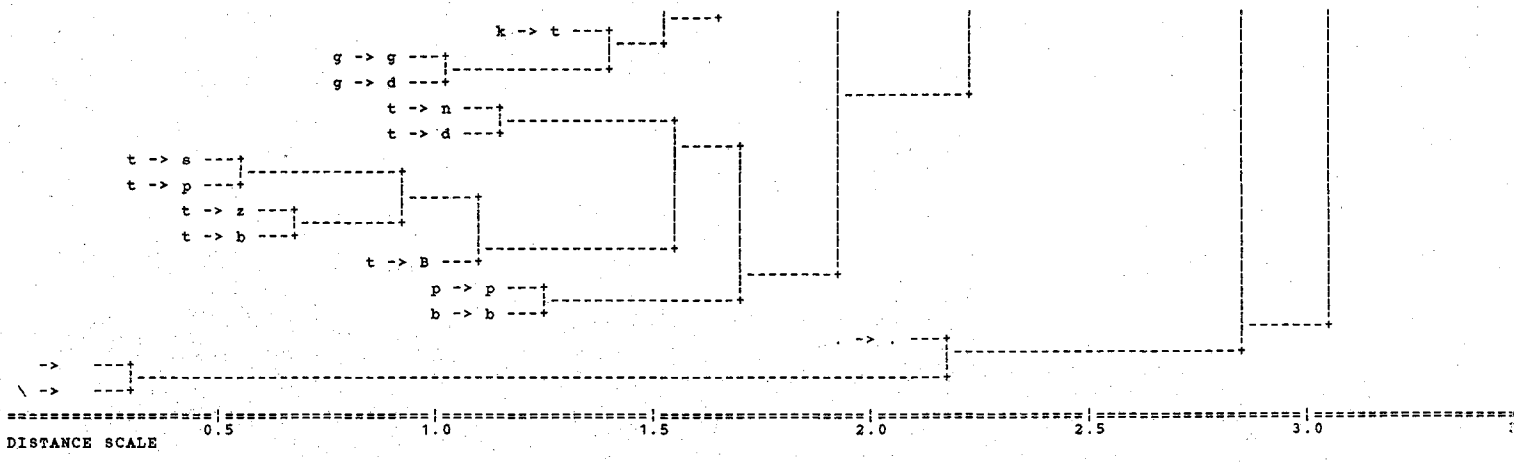 k -> t
g -> g
g -> d
t -> n
t -> d
t -> s
t -> p
t -> z
t -> b
t -> B
p -> p
b -> b
. -> .
->
\ ->
0.5 1.0 1.5 2.0 2.5 3.0
DISTANCE SCALE